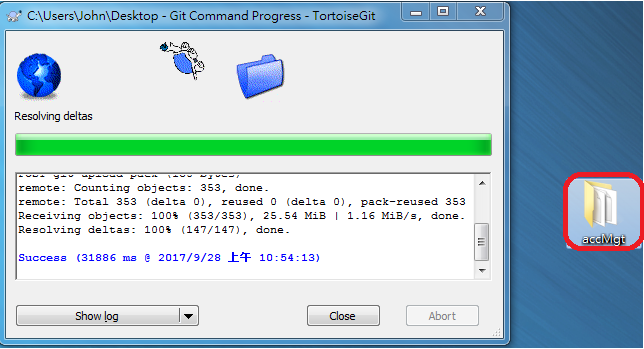 C:\Users\John\Desktop - Git Command Progress - TortoiseGit
Resolving deltas
remote: Counting objects: 353, done.
remote: Total 353 (delta 0), reused 0 (delta 0), pack-reused 353
Receiving objects: 100% (353/353), 25.54 MiB | 1.16 MiB/s, done.
Resolving deltas: 100% (147/147), done.
Success (31886 ms @ 2017/9/28 上午 10:54:13)
accMgt
Show log
Close
Abort